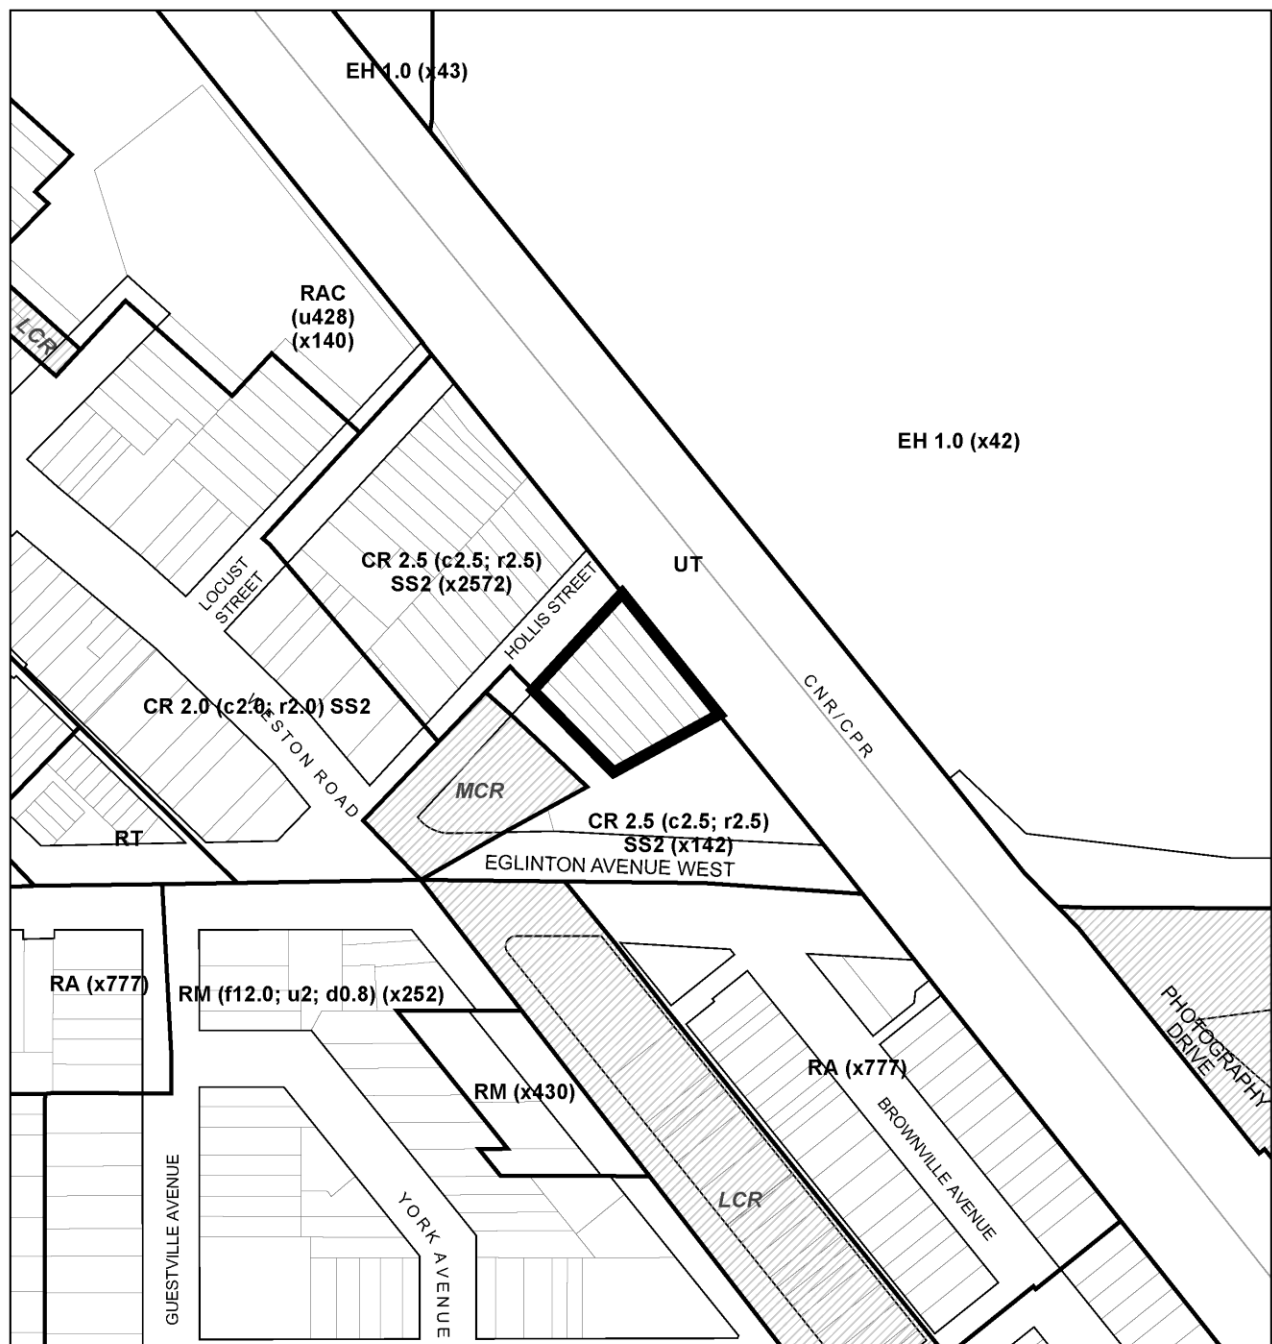 EH 1.0 (x43)
RAC
(u428)
(x140)
LCR
EH 1.0 (x42)
CR 2.5 (c2.5; r2.5)
SS2 (x2572)
UT
LOCUST
STREET
HOLLIS STREET
CNR/CPR
CR 2.0 (c2.0; r2.0) SS2
WESTON ROAD
MCR
CR 2.5 (c2.5; r2.5)
SS2 (x142)
RT
EGLINTON AVENUE WEST
RA (x777)
RM (f12.0; u2; d0.8) (x252)
PHOTOGRAPHY
DRIVE
RA (x777)
RM (x430)
BROWNVILLE AVENUE
LCR
GUESTVILLE AVENUE
YORK AVENUE